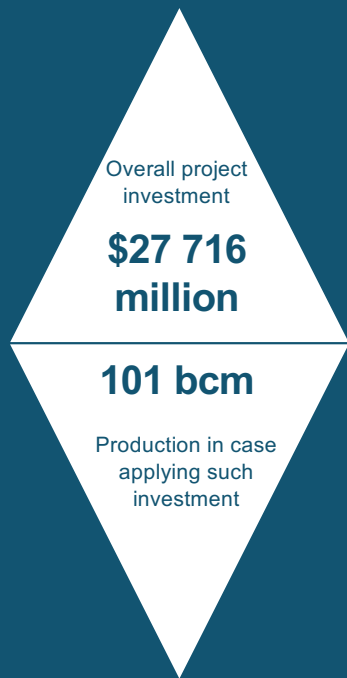 Overall project
investment
$27 716
million
101 bcm
Production in case
applying such
investment